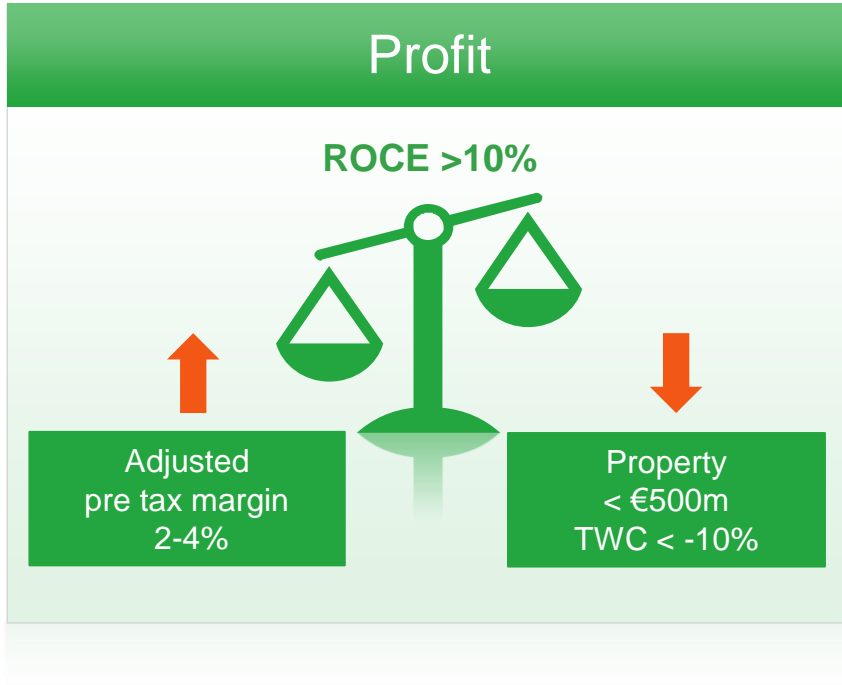 Profit
ROCE >10%
Adjusted
pre tax margin
2-4%
Property
< €500m
TWC < -10%